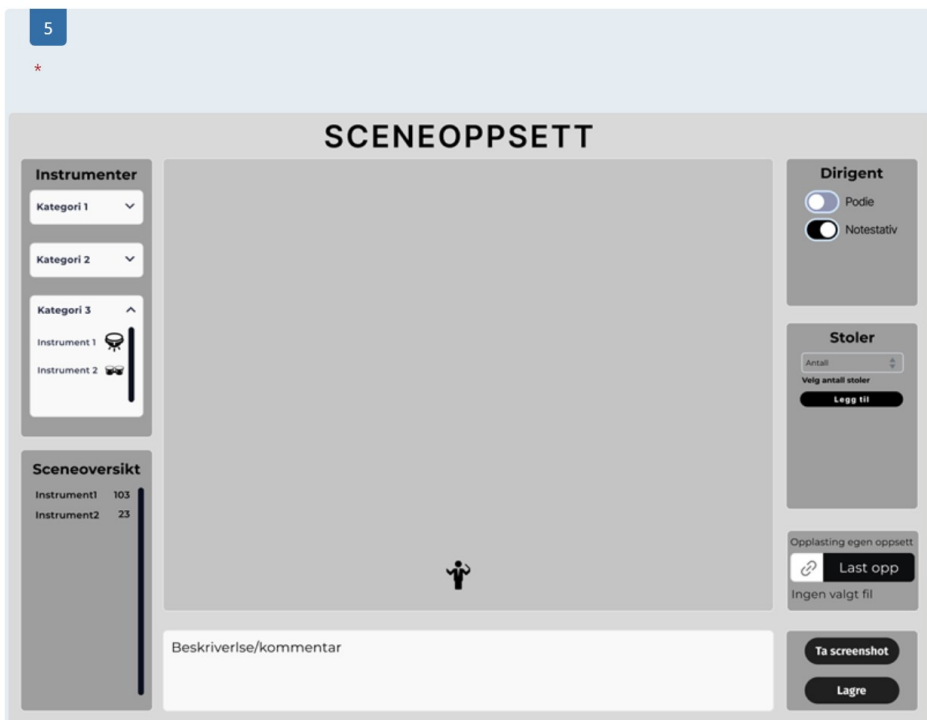 5
*
SCENEOPPSETT
Instrumenter
Kategori 1
Kategori 2
Kategori 3
Instrument 1
Instrument 2
Sceneoversikt
Instrument1 103
Instrument2 23
Beskriverlse/kommentar
Dirigent
Podie
Notestativ
Stoler
Antall
Velg antall stoler
Legg til
Opplasting egen oppsett
Last opp
Ingen valgt fil
Ta screenshot
Lagre